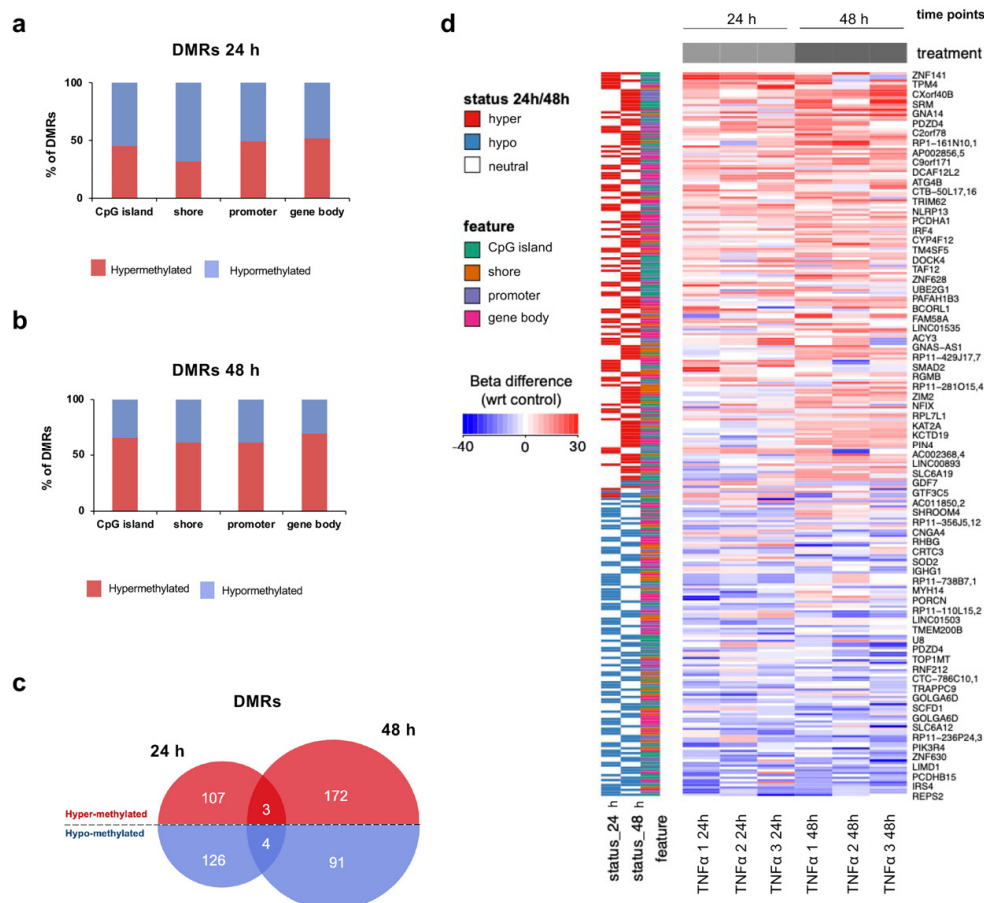 a
DMRs 24 h
% of DMRs
100
50
0
CpG island
shore
promoter
gene body
Hypermethylated
Hypormethylated
b
DMRs 48 h
% of DMRs
100
50
0
CpG island
shore
promoter
gene body
Hypermethylated
Hypormethylated
c
DMRs
24 h
48 h
107
3
172
Hyper-methylated
Hypo-methylated
126
4
91
d
24 h
48 h
time points
treatment
status 24h/48h
hyper
hypo
neutral
feature
CpG island
shore
promoter
gene body
Beta difference
(wrt control)
-40
0
30
ZNF141
TPM4
CXorf40B
SRM
GNA14
PDZD4
C2orf78
RP1-161N10,1
AP002856,5
C9orf171
DCAF12L2
ATG4B
CTB-50L17,16
TRIM62
NLRP13
PCDHA1
IRF4
CYP4F12
TM4SF5
DOCK4
TAF12
ZNF628
UBE2G1
PAFAH1B3
BCORL1
FAM58A
LINC01535
ACY3
GNAS-AS1
RP11-429J17,7
SMAD2
RGMB
RP11-281O15,4
ZIM2
NFIX
RPL7L1
KAT2A
KCTD19
PIN4
AC002368,4
LINC00893
SLC6A19
GDF7
GTF3C5
AC011850,2
SHROOM4
RP11-356J5,12
CNGA4
RHBG
CRTC3
SOD2
IGHG1
RP11-738B7,1
MYH14
PORCN
RP11-110L15,2
LINC01503
TMEM200B
U8
PDZD4
TOP1MT
RNF212
CTC-786C10,1
TRAPPC9
GOLGA6D
SCFD1
GOLGA6D
SLC6A12
RP11-236P24,3
PIK3R4
ZNF630
LIMD1
PCDHB15
IRS4
REPS2
status_24 h
status_48 h
feature
TNFα 1 24h
TNFα 2 24h
TNFα 3 24h
TNFα 1 48h
TNFα 2 48h
TNFα 3 48h